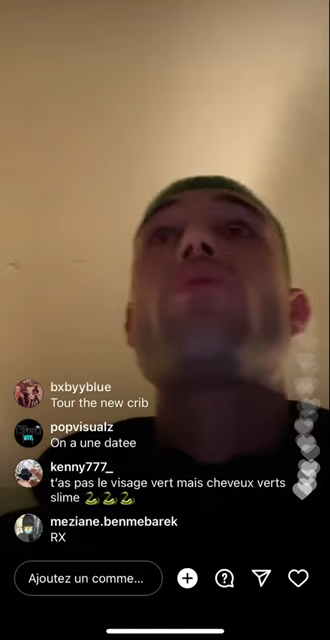 bxbyyblue
Tour the new crib
popvisualz
On a une datee
kenny777_
t'as pas le visage vert mais cheveux verts
slime 🐍🐍🐍
meziane.benmebarek
RX
Ajoutez un comme...